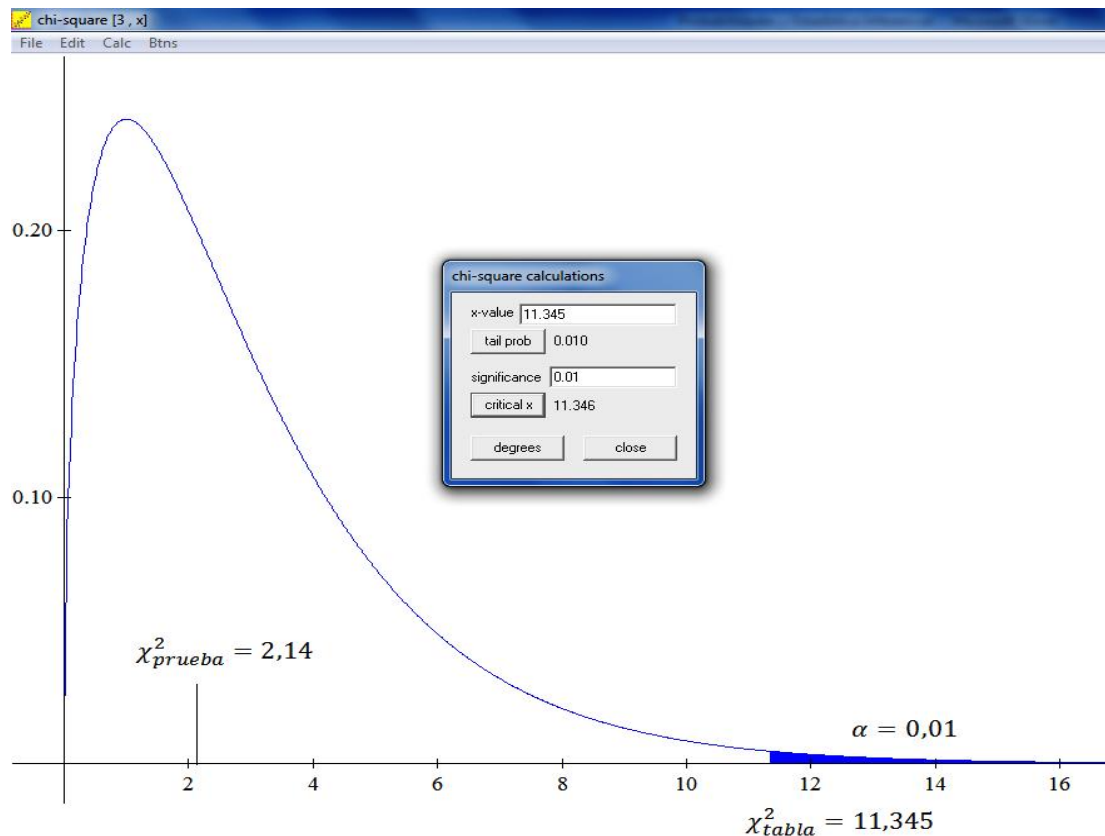 chi-square [3 , x]
File Edit Calc Btns
0.20
chi-square calculations
x-value 11.345
tail prob 0.010
significance 0.01
critical x 11.346
degrees close
0.10
χ²prueba = 2,14
α = 0,01
2 4 6 8 10 12 14 16
χ²tabla = 11,345